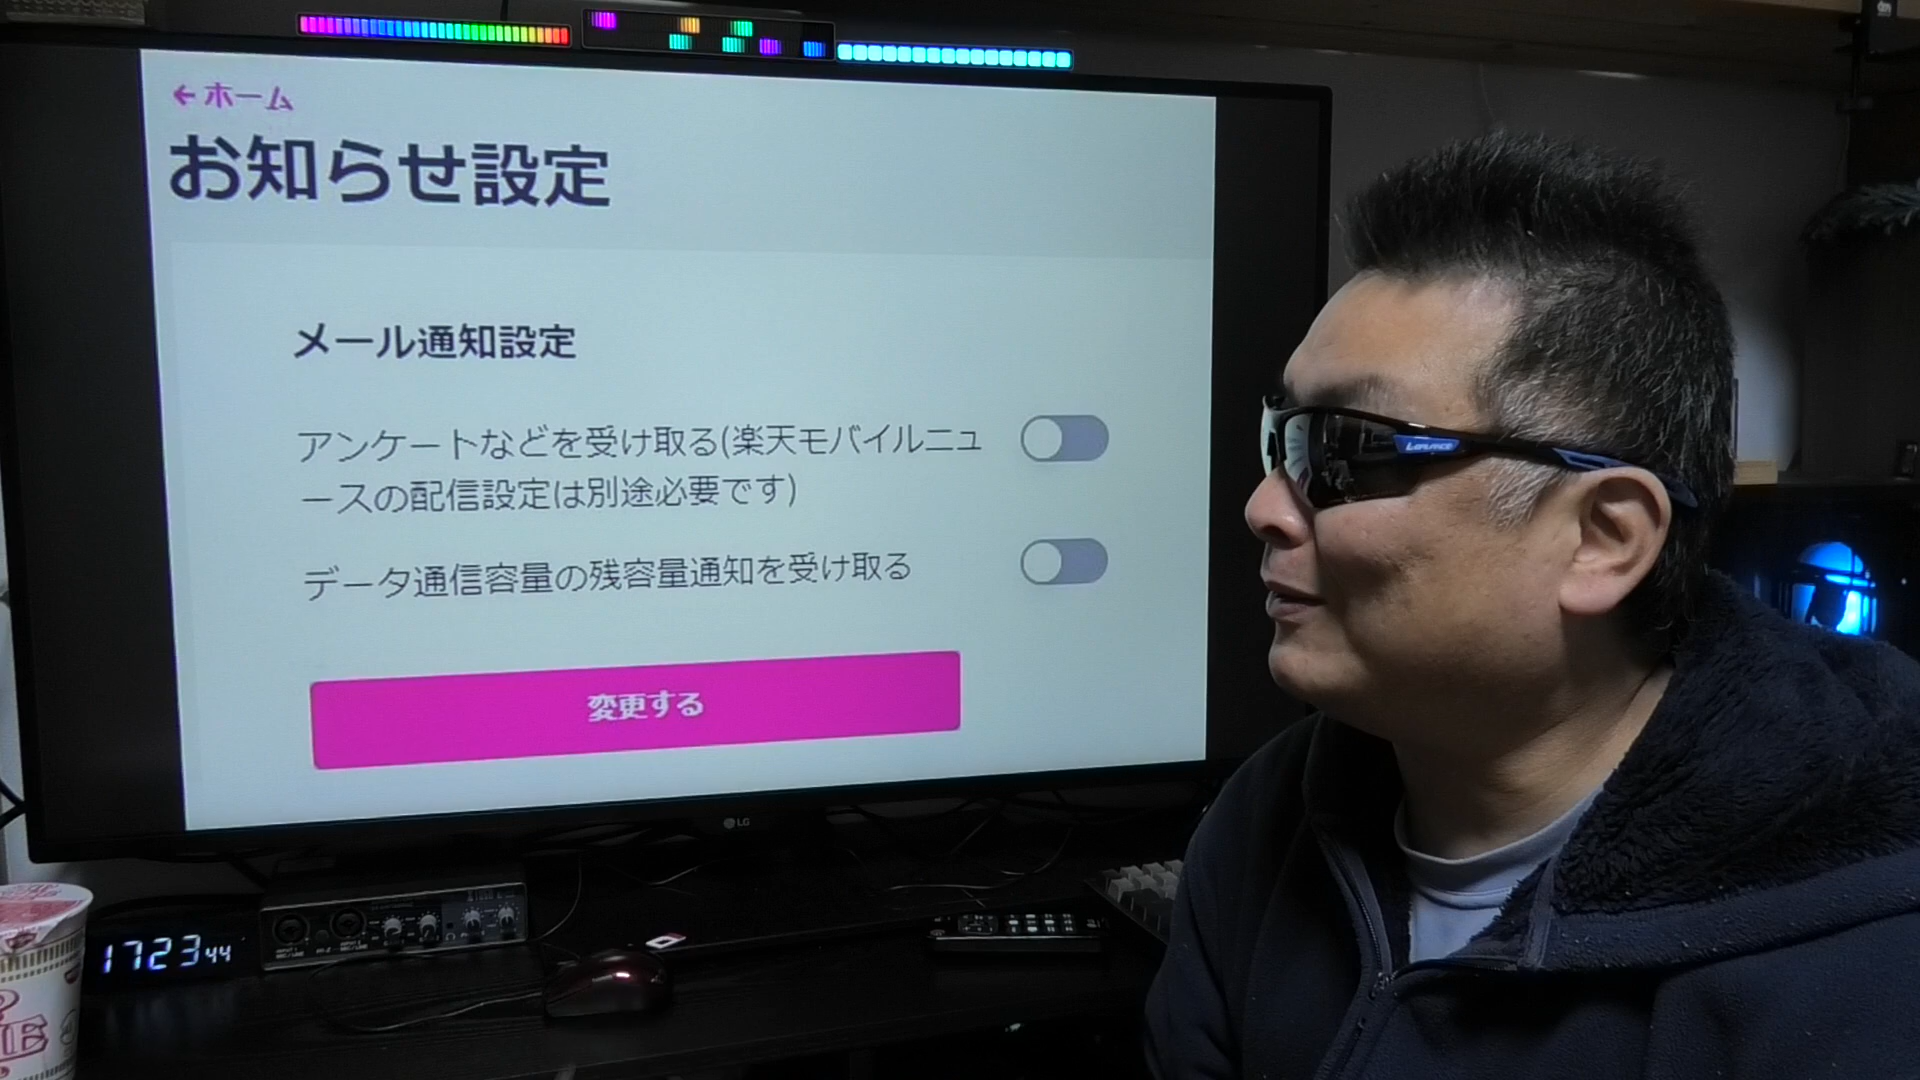 ←ホーム
お知らせ設定
メール通知設定
アンケートなどを受け取る(楽天モバイルニュ
ースの配信設定は別途必要です)
データ通信容量の残容量通知を受け取る
変更する
LG
1723 44